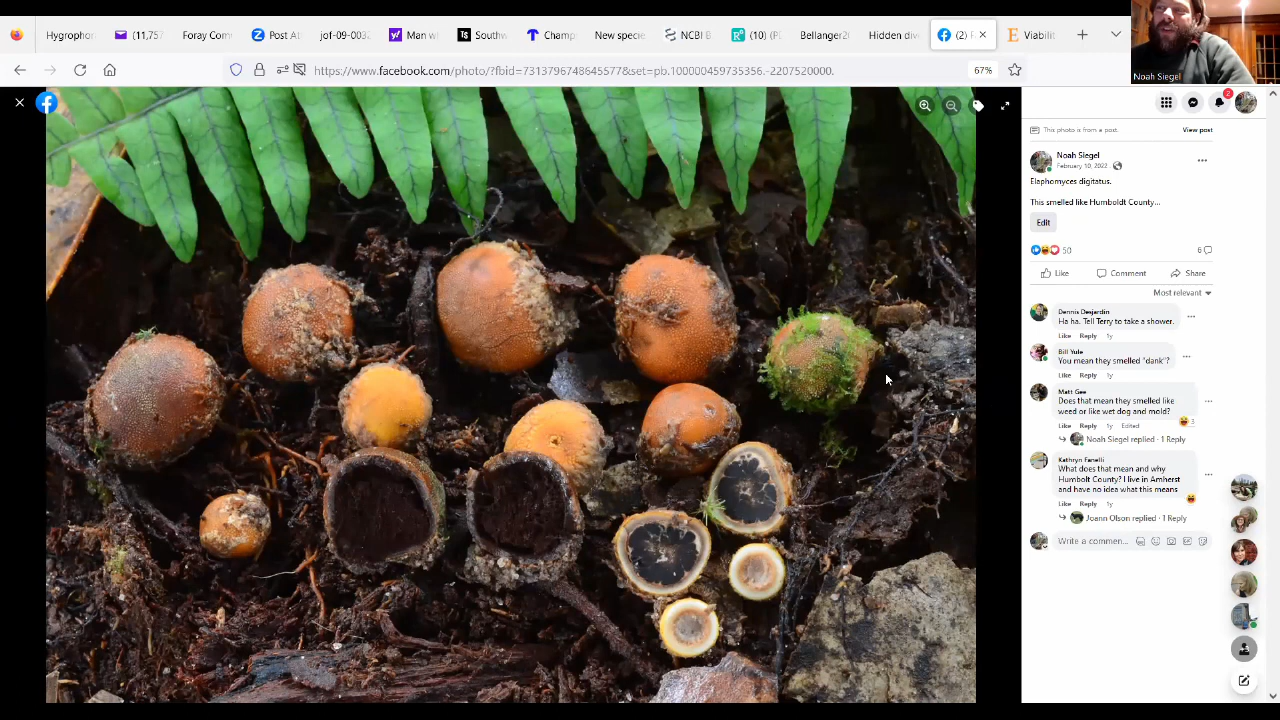 Hygrophor
(11,757
Foray Com
Post At
jof-09-003
Man w
Southw
Champ
New specie
NCBI B
(10) (P
Bellanger2
Hidden div
(2) F
Viabilit
https://www.facebook.com/photo/?fbid=7313716748645577&set=pb.100000459735356.-2207520000.
67%
Noah Siegel
2
This photo is from a post.
View post
Noah Siegel
February 10, 2022
Elaphomyces digitatus.
This smelled like Humboldt County...
Edit
50
6
Like
Comment
Share
Most relevant
Dennis Desjardin
Ha ha. Tell Terry to take a shower.
Like Reply 1y
Bill Yule
You mean they smelled "dank"?
Like Reply 1y
Matt Gee
Does that mean they smelled like
weed or like wet dog and mold?
3
Like Reply 1y Edited
Noah Siegel replied · 1 Reply
Kathryn Fanelli
What does that mean and why
Humbolt County? I live in Amherst
and have no idea what this means
Like Reply 1y
Joann Olson replied · 1 Reply
Write a commen...